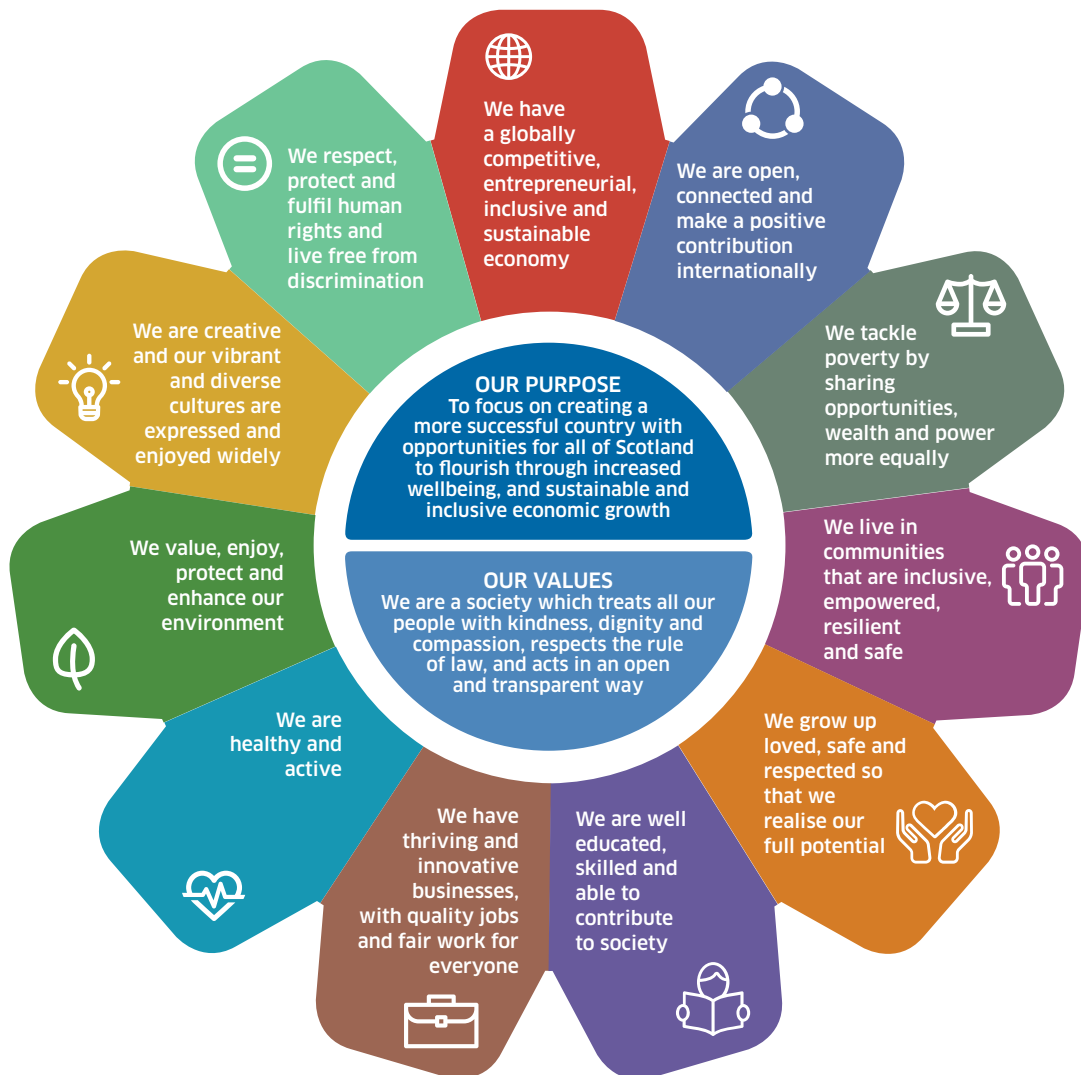 We have
a globally
competitive,
entrepreneurial,
inclusive and
sustainable
economy
We are open,
connected and
make a positive
contribution
internationally
We tackle
poverty by
sharing
opportunities,
wealth and power
more equally
We live in
communities
that are inclusive,
empowered,
resilient
and safe
We grow up
loved, safe and
respected so
that we
realise our
full potential
We are well
educated,
skilled and
able to
contribute
to society
We have
thriving and
innovative
businesses,
with quality jobs
and fair work for
everyone
We are
healthy and
active
We value, enjoy,
protect and
enhance our
environment
We are creative
and our vibrant
and diverse
cultures are
expressed and
enjoyed widely
We respect,
protect and
fulfil human
rights and
live free from
discrimination
OUR PURPOSE
To focus on creating a
more successful country with
opportunities for all of Scotland
to flourish through increased
wellbeing, and sustainable and
inclusive economic growth
OUR VALUES
We are a society which treats all our
people with kindness, dignity and
compassion, respects the rule
of law, and acts in an open
and transparent way